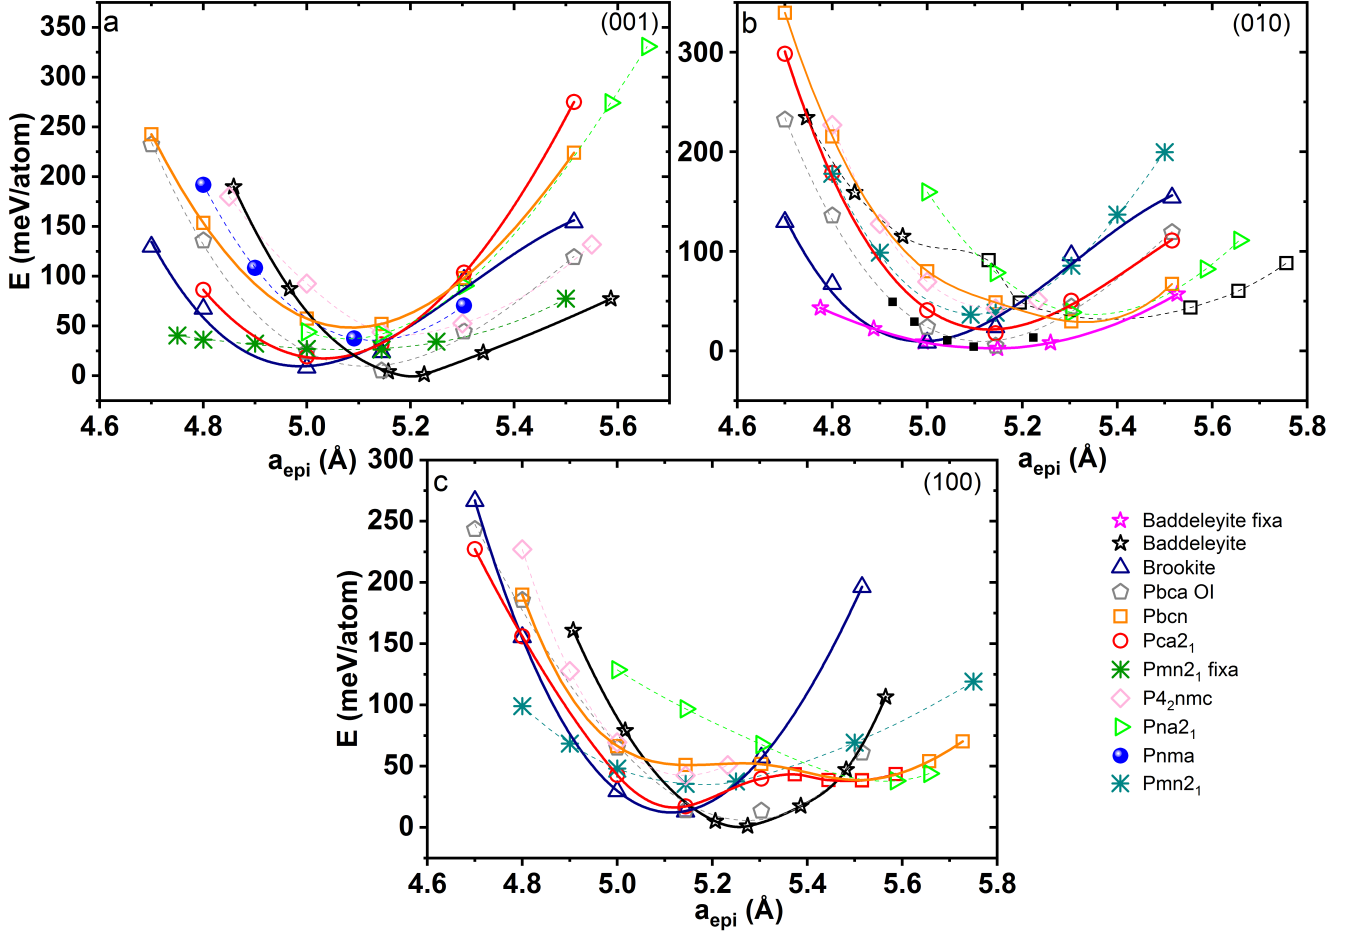 a
(001)
350
300
250
200
150
100
50
0
E (meV/atom)
4.6 4.8 5.0 5.2 5.4 5.6
a_epi (Å)
b
(010)
300
200
100
0
4.6 4.8 5.0 5.2 5.4 5.6 5.8
a_epi (Å)
c
(100)
300
250
200
150
100
50
0
E (meV/atom)
4.6 4.8 5.0 5.2 5.4 5.6 5.8
a_epi (Å)
Baddeleyite fixa
Baddeleyite
Brookite
Pbca OI
Pbcn
Pca2₁
Pmn2₁ fixa
P4₂nmc
Pna2₁
Pnma
Pmn2₁